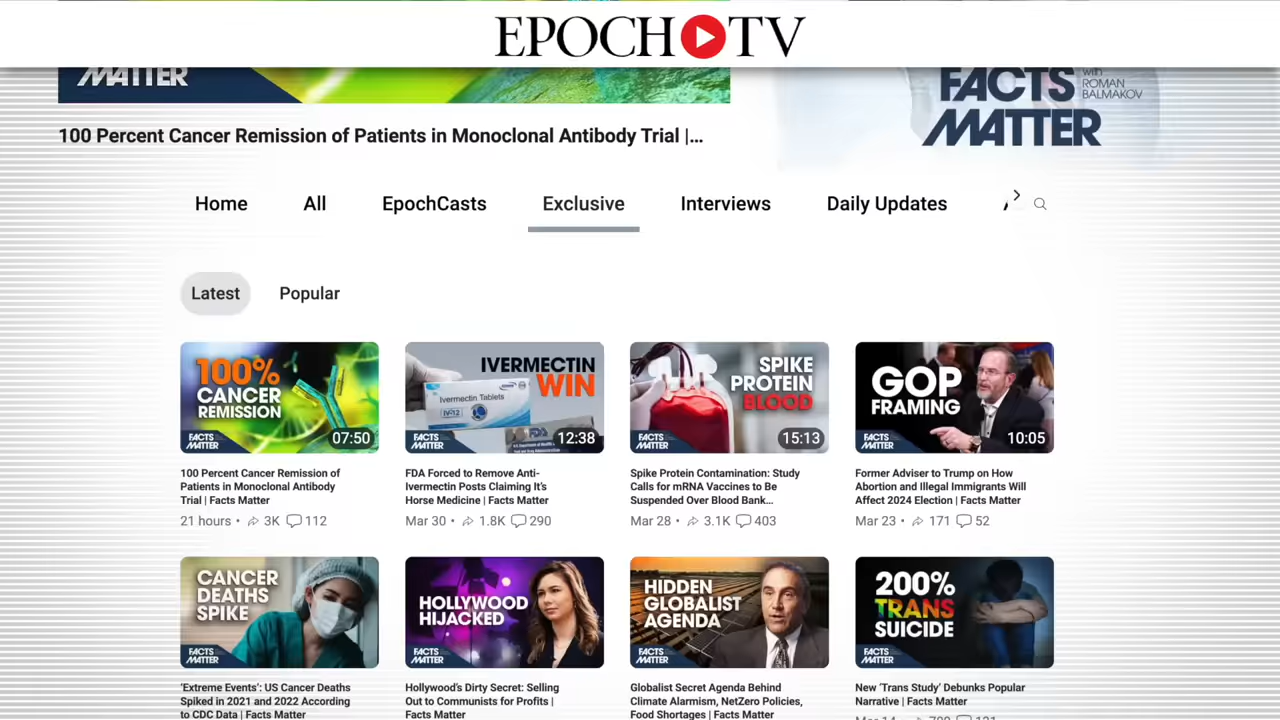 EPOCH TV
MATTER
FACTS
MATTER
with
ROMAN
BALMAKOV
100 Percent Cancer Remission of Patients in Monoclonal Antibody Trial |...
Home
All
EpochCasts
Exclusive
Interviews
Daily Updates
Latest
Popular
100%
CANCER
REMISSION
FACTS
MATTER
07:50
IVERMECTIN
WIN
Ivermectin Tablets
IV-12
FDA
FACTS
MATTER
12:38
SPIKE
PROTEIN
BLOOD
FACTS
MATTER
15:13
GOP
FRAMING
FACTS
MATTER
10:05
100 Percent Cancer Remission of
Patients in Monoclonal Antibody
Trial | Facts Matter
21 hours • 3K 112
FDA Forced to Remove Anti-
Ivermectin Posts Claiming It's
Horse Medicine | Facts Matter
Mar 30 • 1.8K 290
Spike Protein Contamination: Study
Calls for mRNA Vaccines to Be
Suspended Over Blood Bank...
Mar 28 • 3.1K 403
Former Adviser to Trump on How
Abortion and Illegal Immigrants Will
Affect 2024 Election | Facts Matter
Mar 23 • 171 52
CANCER
DEATHS
SPIKE
FACTS
MATTER
HOLLYWOOD
HIJACKED
FACTS
MATTER
HIDDEN
GLOBALIST
AGENDA
FACTS
MATTER
200%
TRANS
SUICIDE
FACTS
MATTER
'Extreme Events': US Cancer Deaths
Spiked in 2021 and 2022 According
to CDC Data | Facts Matter
Hollywood's Dirty Secret: Selling
Out to Communists for Profits |
Facts Matter
Globalist Secret Agenda Behind
Climate Alarmism, NetZero Policies,
Food Shortages | Facts Matter
New 'Trans Study' Debunks Popular
Narrative | Facts Matter